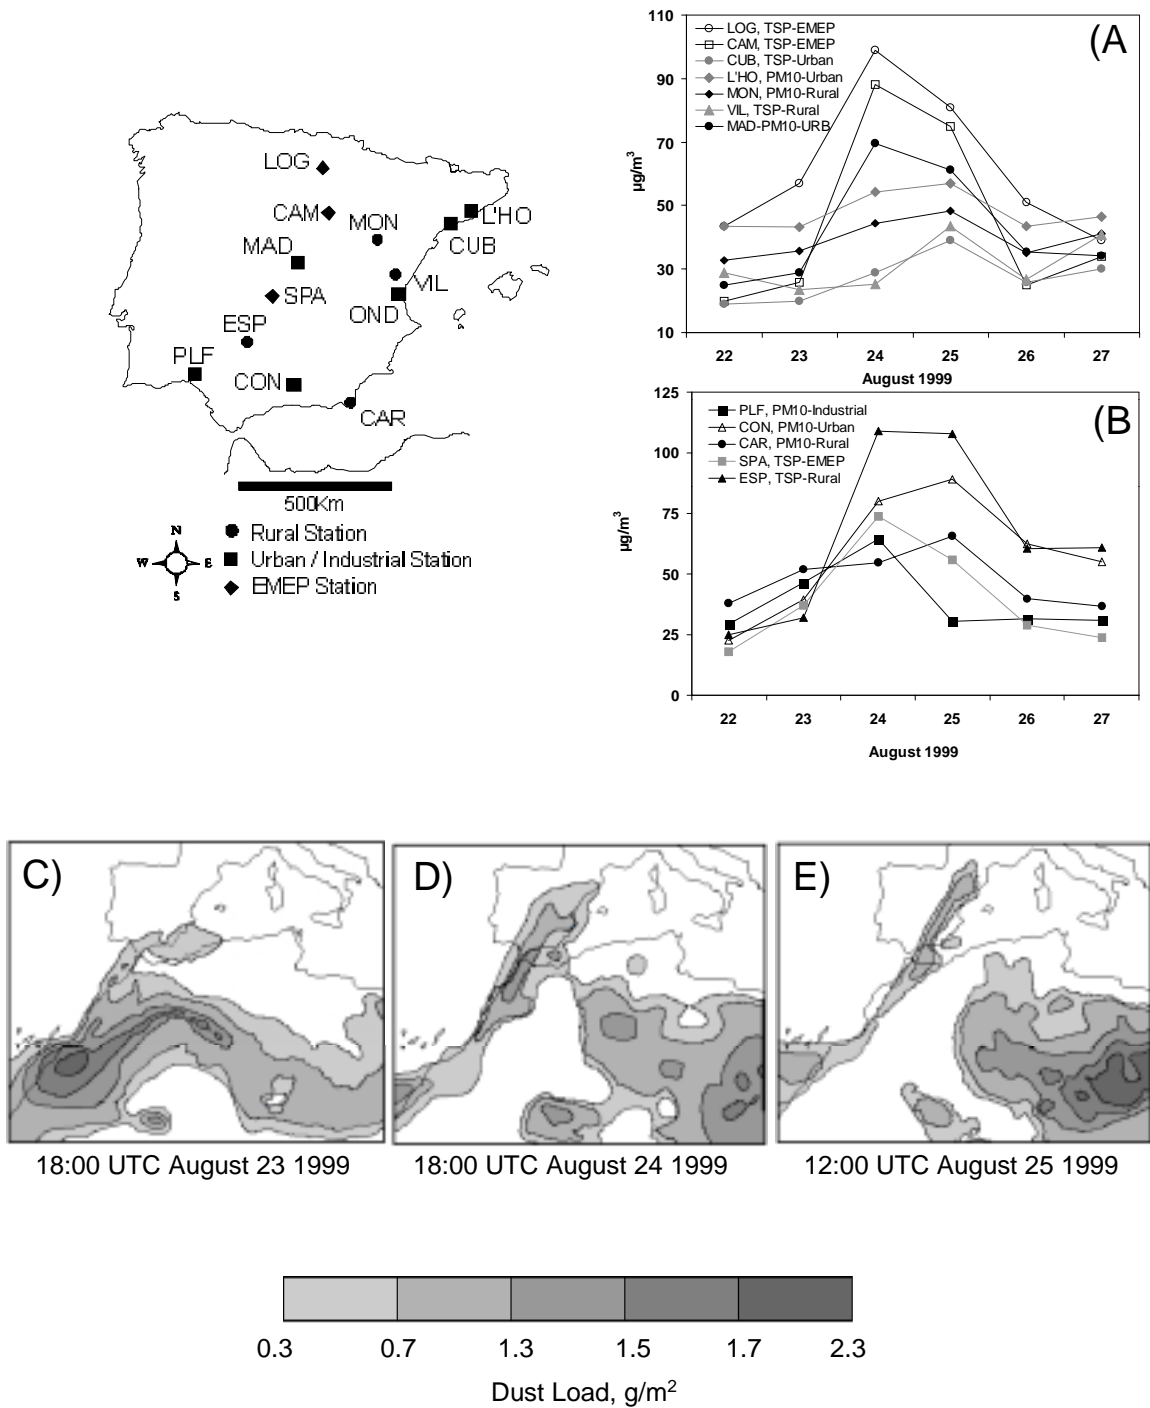 LOG
CAM
MON
L'HO
CUB
MAD
VIL
SPA
OND
ESP
PLF
CON
CAR
500Km
N
W E
S
Rural Station
Urban / Industrial Station
EMEP Station
(A
LOG, TSP-EMEP
CAM, TSP-EMEP
CUB, TSP-Urban
L'HO, PM10-Urban
MON, PM10-Rural
VIL, TSP-Rural
MAD-PM10-URB
µg/m³
110
90
70
50
30
10
22 23 24 25 26 27
August 1999
(B
PLF, PM10-Industrial
CON, PM10-Urban
CAR, PM10-Rural
SPA, TSP-EMEP
ESP, TSP-Rural
µg/m³
125
100
75
50
25
0
22 23 24 25 26 27
August 1999
C)
D)
E)
18:00 UTC August 23 1999
18:00 UTC August 24 1999
12:00 UTC August 25 1999
0.3 0.7 1.3 1.5 1.7 2.3
Dust Load, g/m²